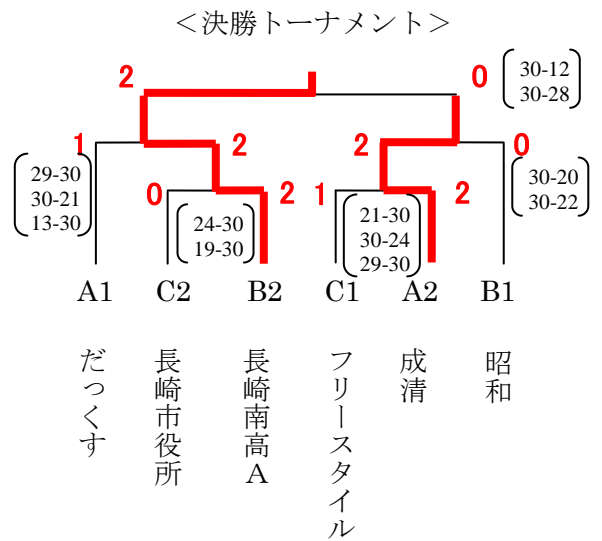 ＜決勝トーナメント＞
2
0
30-12
30-28
1
2
2
0
29-30
30-21
13-30
0
24-30
19-30
2
1
21-30
30-24
29-30
2
30-20
30-22
A1
C2
B2
C1
A2
B1
だっくす
長崎市役所
長崎南高A
フリースタイル
成清
昭和